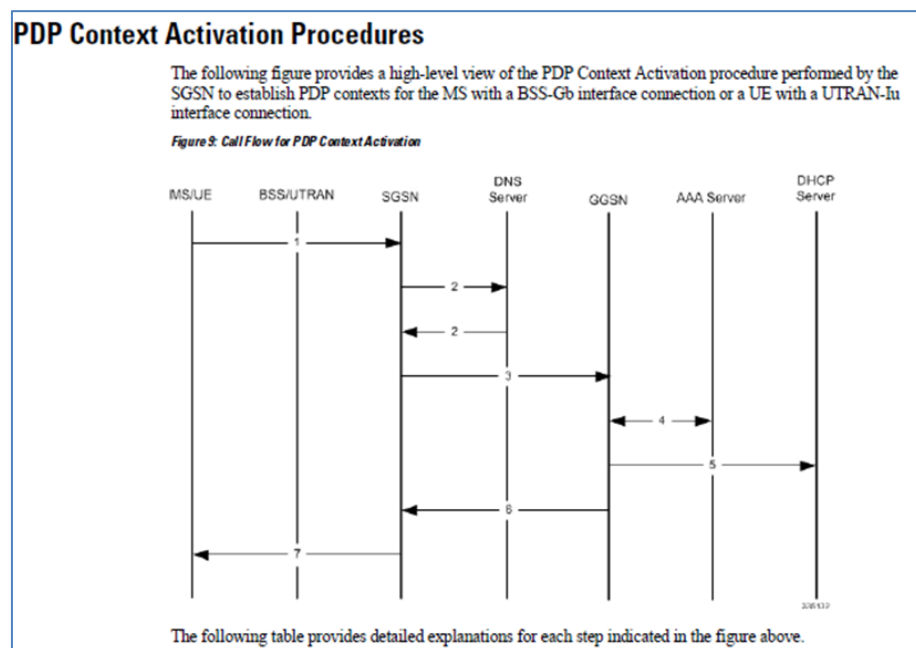 PDP Context Activation Procedures
The following figure provides a high-level view of the PDP Context Activation procedure performed by the
SGSN to establish PDP contexts for the MS with a BSS-Gb interface connection or a UE with a UTRAN-Iu
interface connection.
Figure 9: Call Flow for PDP Context Activation
MS/UE BSS/UTRAN SGSN DNS Server GGSN AAA Server DHCP Server
1
2
2
3
4
5
6
7
The following table provides detailed explanations for each step indicated in the figure above.